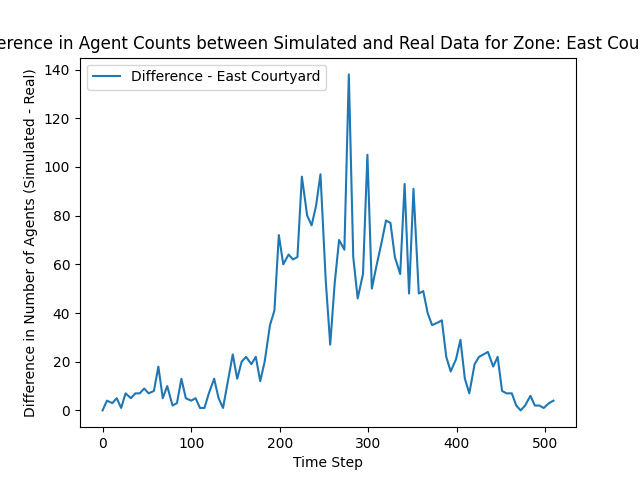 erence in Agent Counts between Simulated and Real Data for Zone: East Cou
Difference - East Courtyard
Difference in Number of Agents (Simulated - Real)
140
120
100
80
60
40
20
0
0 100 200 300 400 500
Time Step